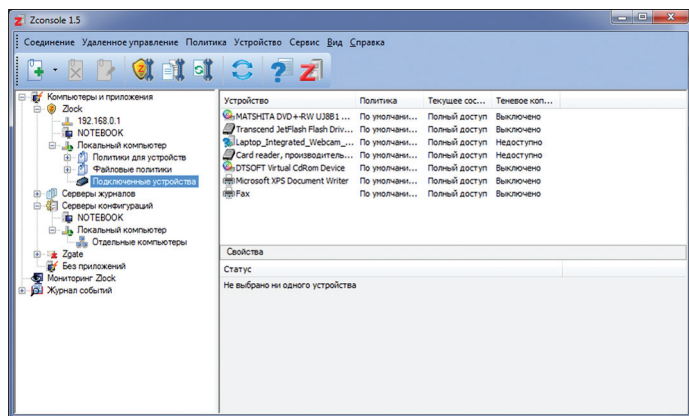 Zconsole 1.5
Соединение Удаленное управление Политика Устройство Сервис Вид Справка
Компьютеры и приложения
Zlock
192.168.0.1
NOTEBOOK
Локальный компьютер
Политики для устройств
Файловые политики
Подключенные устройства
Серверы журналов
Серверы конфигураций
NOTEBOOK
Локальный компьютер
Отдельные компьютеры
Zgate
Без приложений
Мониторинг Zlock
Журнал событий
Устройство Политика Текущее сос... Теневое коп...
MATSHITA DVD+-RW UJ8B1 ... По умолчани... Полный доступ Выключено
Transcend JetFlash Flash Driv... По умолчани... Полный доступ Выключено
Laptop_Integrated_Webcam_... По умолчани... Полный доступ Недоступно
Card reader, производитель... По умолчани... Полный доступ Недоступно
DTSOFT Virtual CdRom Device По умолчани... Полный доступ Выключено
Microsoft XPS Document Writer По умолчани... Полный доступ Выключено
Fax По умолчани... Полный доступ Выключено
Свойства
Статус
Не выбрано ни одного устройства